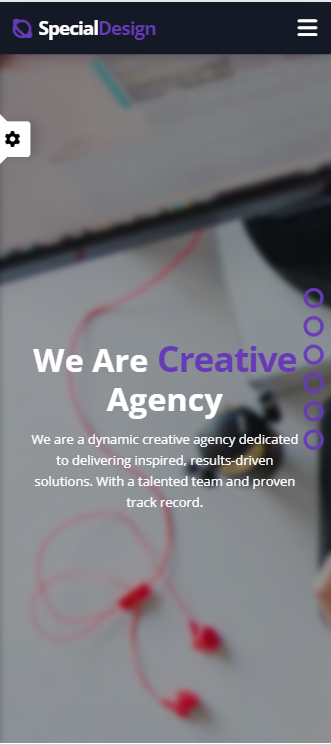 SpecialDesign
We Are Creative
Agency
We are a dynamic creative agency dedicated
to delivering inspired, results-driven
solutions. With a talented team and proven
track record.